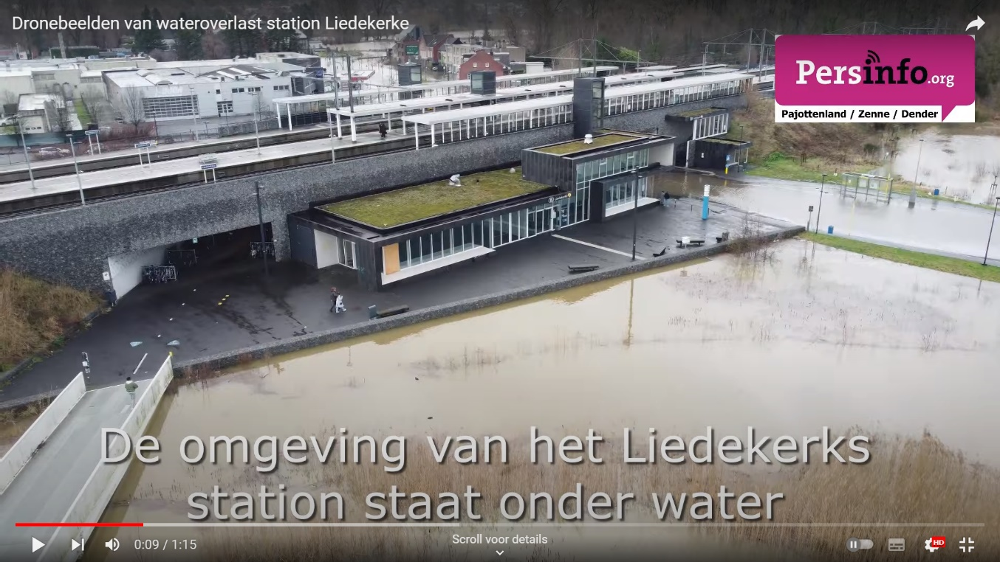 Dronebeelden van wateroverlast station Liedekerke
Persinfo.org
Pajottenland / Zenne / Dender
De omgeving van het Liedekerks
station staat onder water
0:09 / 1:15
Scroll voor details
HD